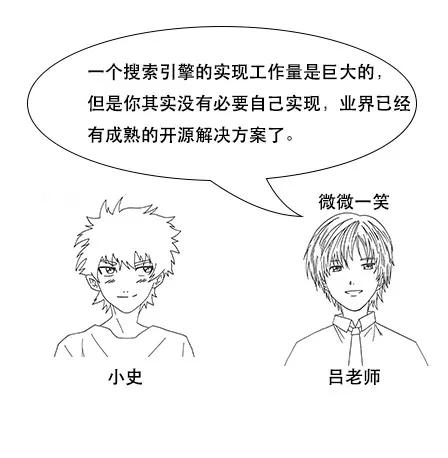 一个搜索引擎的实现工作量是巨大的，
但是你其实没有必要自己实现，业界已经
有成熟的开源解决方案了。
微微一笑
小史
吕老师